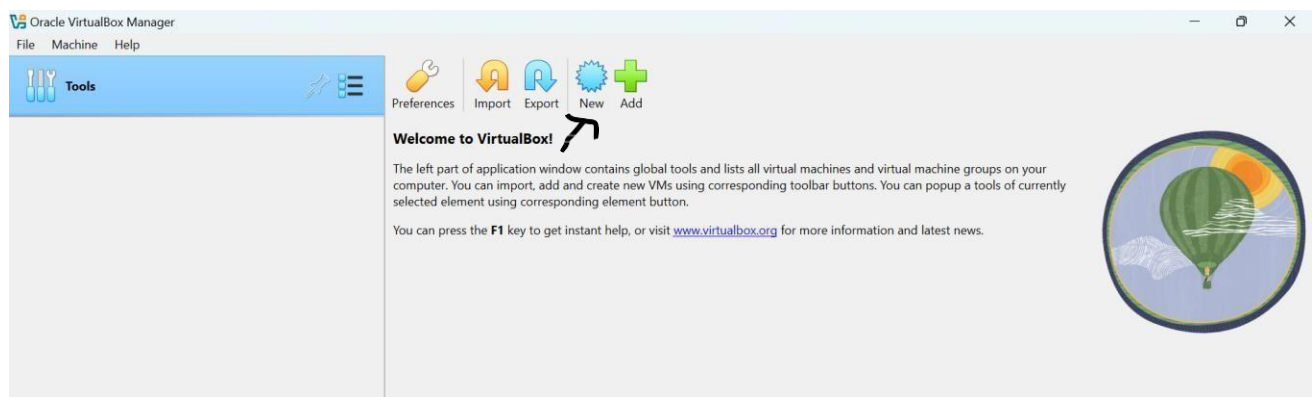 Oracle VirtualBox Manager
File Machine Help
Tools
Preferences Import Export New Add
Welcome to VirtualBox!
The left part of application window contains global tools and lists all virtual machines and virtual machine groups on your
computer. You can import, add and create new VMs using corresponding toolbar buttons. You can popup a tools of currently
selected element using corresponding element button.
You can press the F1 key to get instant help, or visit www.virtualbox.org for more information and latest news.